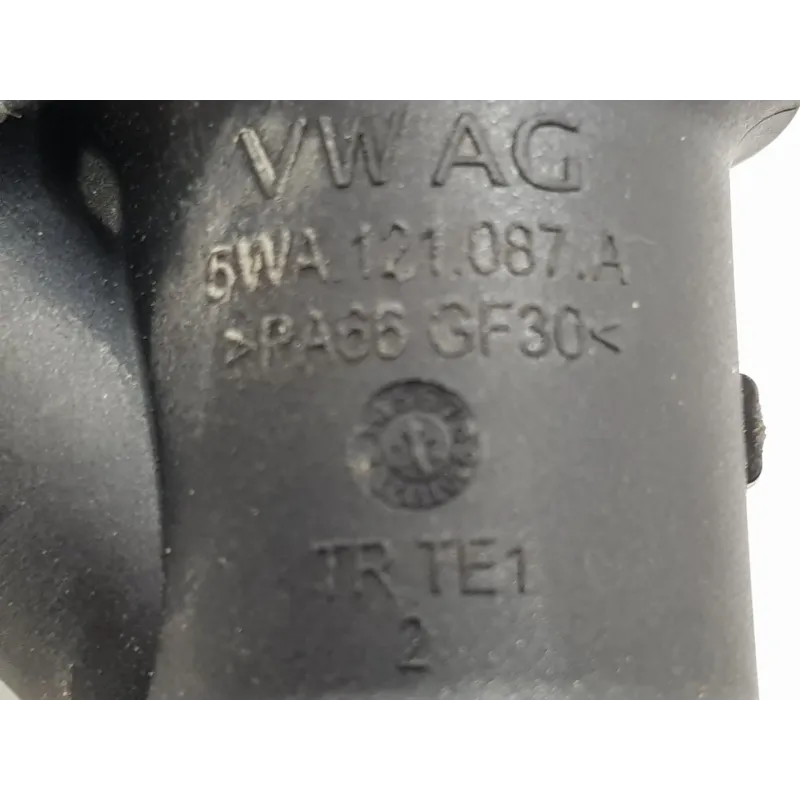 VW AG
5WA.121.087.A
>PA66 GF30<
TR TE1
2